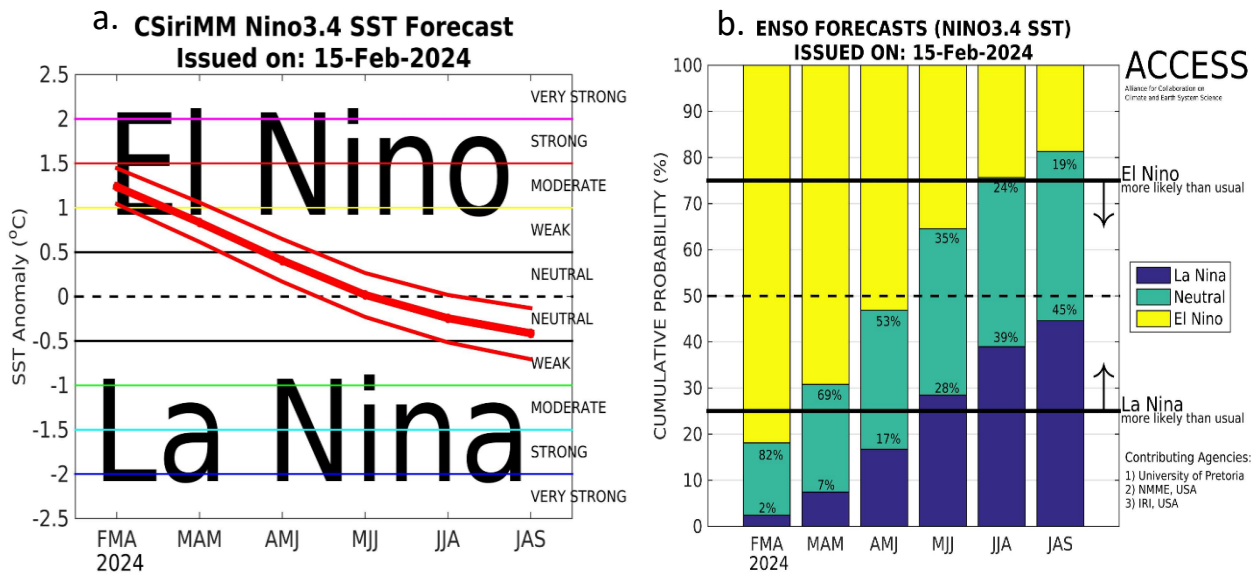 a.
CSiriMM Nino3.4 SST Forecast
Issued on: 15-Feb-2024
SST Anomaly (°C)
2.5
2
1.5
1
0.5
0
-0.5
-1
-1.5
-2
-2.5
El Nino
La Nina
VERY STRONG
STRONG
MODERATE
WEAK
NEUTRAL
NEUTRAL
WEAK
MODERATE
STRONG
VERY STRONG
FMA MAM AMJ MJJ JJA JAS
2024
b.
ENSO FORECASTS (NINO3.4 SST)
ISSUED ON: 15-Feb-2024
ACCESS
Alliance for Collaboration on
Climate and Earth System Science
CUMULATIVE PROBABILITY (%)
100
90
80
70
60
50
40
30
20
10
0
82%
2%
69%
7%
53%
17%
35%
28%
24%
39%
19%
45%
FMA MAM AMJ MJJ JJA JAS
2024
El Nino
more likely than usual
La Nina
Neutral
El Nino
La Nina
more likely than usual
Contributing Agencies:
1) University of Pretoria
2) NMME, USA
3) IRI, USA